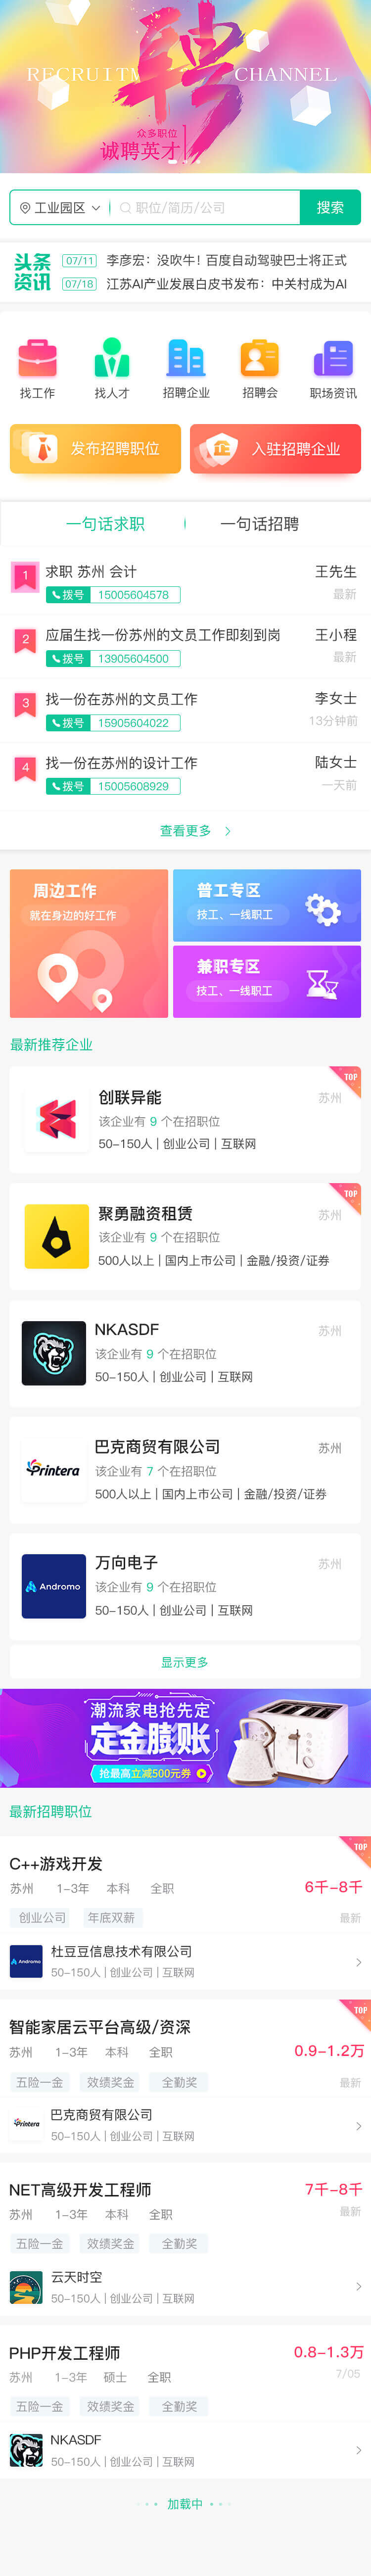 RECRUITM CHANNEL
聘
众多职位
诚聘英才
工业园区 职位/简历/公司 搜索
头条
资讯
07/11 李彦宏：没吹牛！百度自动驾驶巴士将正式
07/18 江苏AI产业发展白皮书发布：中关村成为AI
找工作 找人才 招聘企业 招聘会 职场资讯
发布招聘职位 企 入驻招聘企业
一句话求职 一句话招聘
1 求职 苏州 会计 王先生
拨号 15005604578 最新
2 应届生找一份苏州的文员工作即刻到岗 王小程
拨号 13905604500 最新
3 找一份在苏州的文员工作 李女士
拨号 15905604022 13分钟前
4 找一份在苏州的设计工作 陆女士
拨号 15005608929 一天前
查看更多
周边工作
就在身边的好工作
普工专区
技工、一线职工
兼职专区
技工、一线职工
最新推荐企业
TOP
创联异能 苏州
该企业有 9 个在招职位
50-150人 | 创业公司 | 互联网
TOP
聚勇融资租赁 苏州
该企业有 9 个在招职位
500人以上 | 国内上市公司 | 金融/投资/证券
NKASDF 苏州
该企业有 9 个在招职位
50-150人 | 创业公司 | 互联网
Printera
巴克商贸有限公司 苏州
该企业有 7 个在招职位
500人以上 | 国内上市公司 | 金融/投资/证券
Andromo
万向电子 苏州
该企业有 9 个在招职位
50-150人 | 创业公司 | 互联网
显示更多
潮流家电抢先定
定金膨账
抢最高立减500元券
最新招聘职位
TOP
C++游戏开发 6千-8千
苏州 1-3年 本科 全职
创业公司 年底双薪 最新
Andromo
杜豆豆信息技术有限公司
50-150人 | 创业公司 | 互联网
TOP
智能家居云平台高级/资深 0.9-1.2万
苏州 1-3年 本科 全职
五险一金 效绩奖金 全勤奖 最新
Printera
巴克商贸有限公司
50-150人 | 创业公司 | 互联网
NET高级开发工程师 7千-8千
苏州 1-3年 本科 全职 最新
五险一金 效绩奖金 全勤奖
云天时空
50-150人 | 创业公司 | 互联网
PHP开发工程师 0.8-1.3万
苏州 1-3年 硕士 全职 7/05
五险一金 效绩奖金 全勤奖
NKASDF
50-150人 | 创业公司 | 互联网
加载中